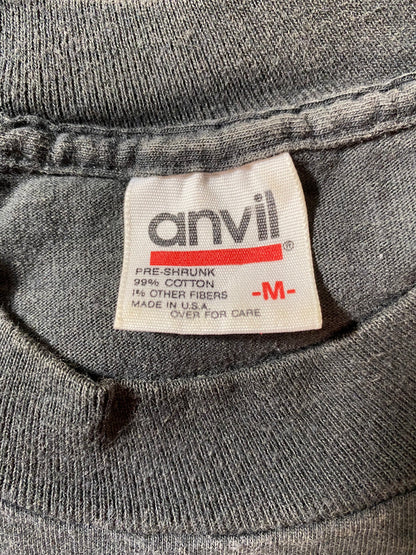 anvil®
PRE-SHRUNK
99% COTTON
1% OTHER FIBERS
-M-
MADE IN U.S.A.
OVER FOR CARE